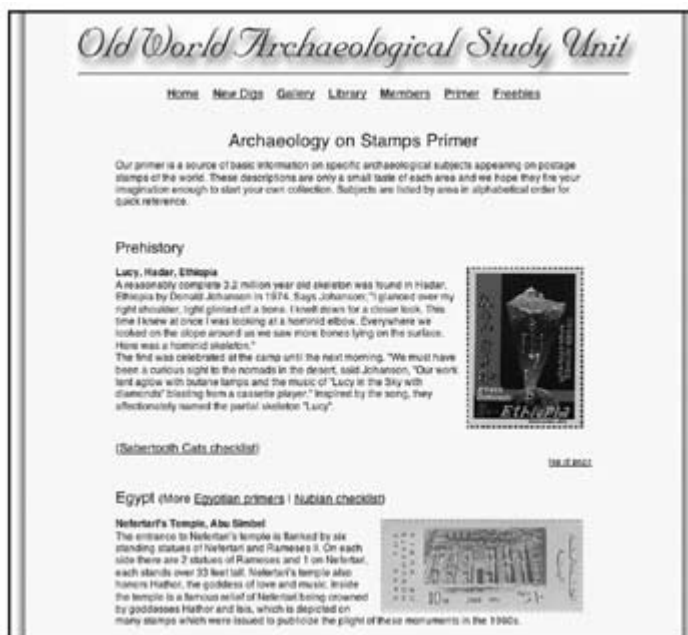 Old World Archaeological Study Unit
Home New Digs Gallery Library Members Primer Freebies
Archaeology on Stamps Primer
Our primer is a source of basic information on specific archaeological subjects appearing on postage
stamps of the world. These descriptions are only a small taste of each area and we hope they fire your
imagination enough to start your own collection. Subjects are listed by area in alphabetical order for
quick reference.
Prehistory
Lucy, Hadar, Ethiopia
A reasonably complete 3.2 million year old skeleton was found in Hadar,
Ethiopia by Donald Johanson in 1974. Says Johanson; "I glanced over my
right shoulder, light glinted off a bone. I knelt down for a closer look. This
time I knew at once I was looking at a hominid elbow. Everywhere we
looked on the slope around us we saw more bones lying on the surface.
Here was a hominid skeleton."
The find was celebrated at the camp until the next morning. "We must have
been a curious sight to the nomads in the desert, said Johanson, "Our work
tent aglow with butane lamps and the music of "Lucy in the Sky with
diamonds" blasting from a cassette player." Inspired by the song, they
affectionately named the partial skeleton "Lucy".
Ethiopia
(Sabertooth Cats checklist)
top of page
Egypt (More Egyptian primers | Nubian checklist)
Nefertari's Temple, Abu Simbel
The entrance to Nefertari's temple is flanked by six
standing statues of Nefertari and Rameses II. On each
side there are 2 statues of Rameses and 1 on Nefertari,
each stands over 33 feet tall. Nefertari's temple also
honors Hathor, the goddess of love and music. Inside
the temple is a famous relief of Nefertari being crowned
by goddesses Hathor and Isis, which is depicted on
many stamps which were issued to publicize the plight of these monuments in the 1960s.
10